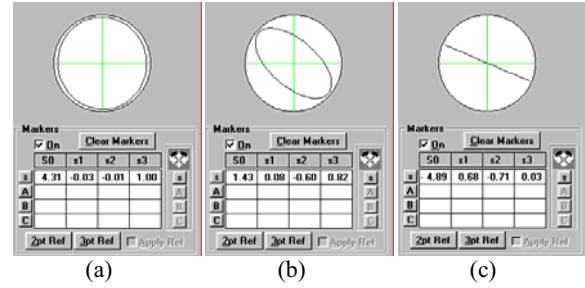 Markers
On
Clear Markers
S0 s1 s2 s3
s 4.31 -0.03 -0.01 1.00 s
A A
B B
C C
2pt Ref 3pt Ref Apply Ref
(a)
Markers
On
Clear Markers
S0 s1 s2 s3
s 1.43 0.08 -0.60 0.82 s
A A
B B
C C
2pt Ref 3pt Ref Apply Ref
(b)
Markers
On
Clear Markers
S0 s1 s2 s3
s -4.89 0.68 -0.71 0.03 s
A A
B B
C C
2pt Ref 3pt Ref Apply Ref
(c)